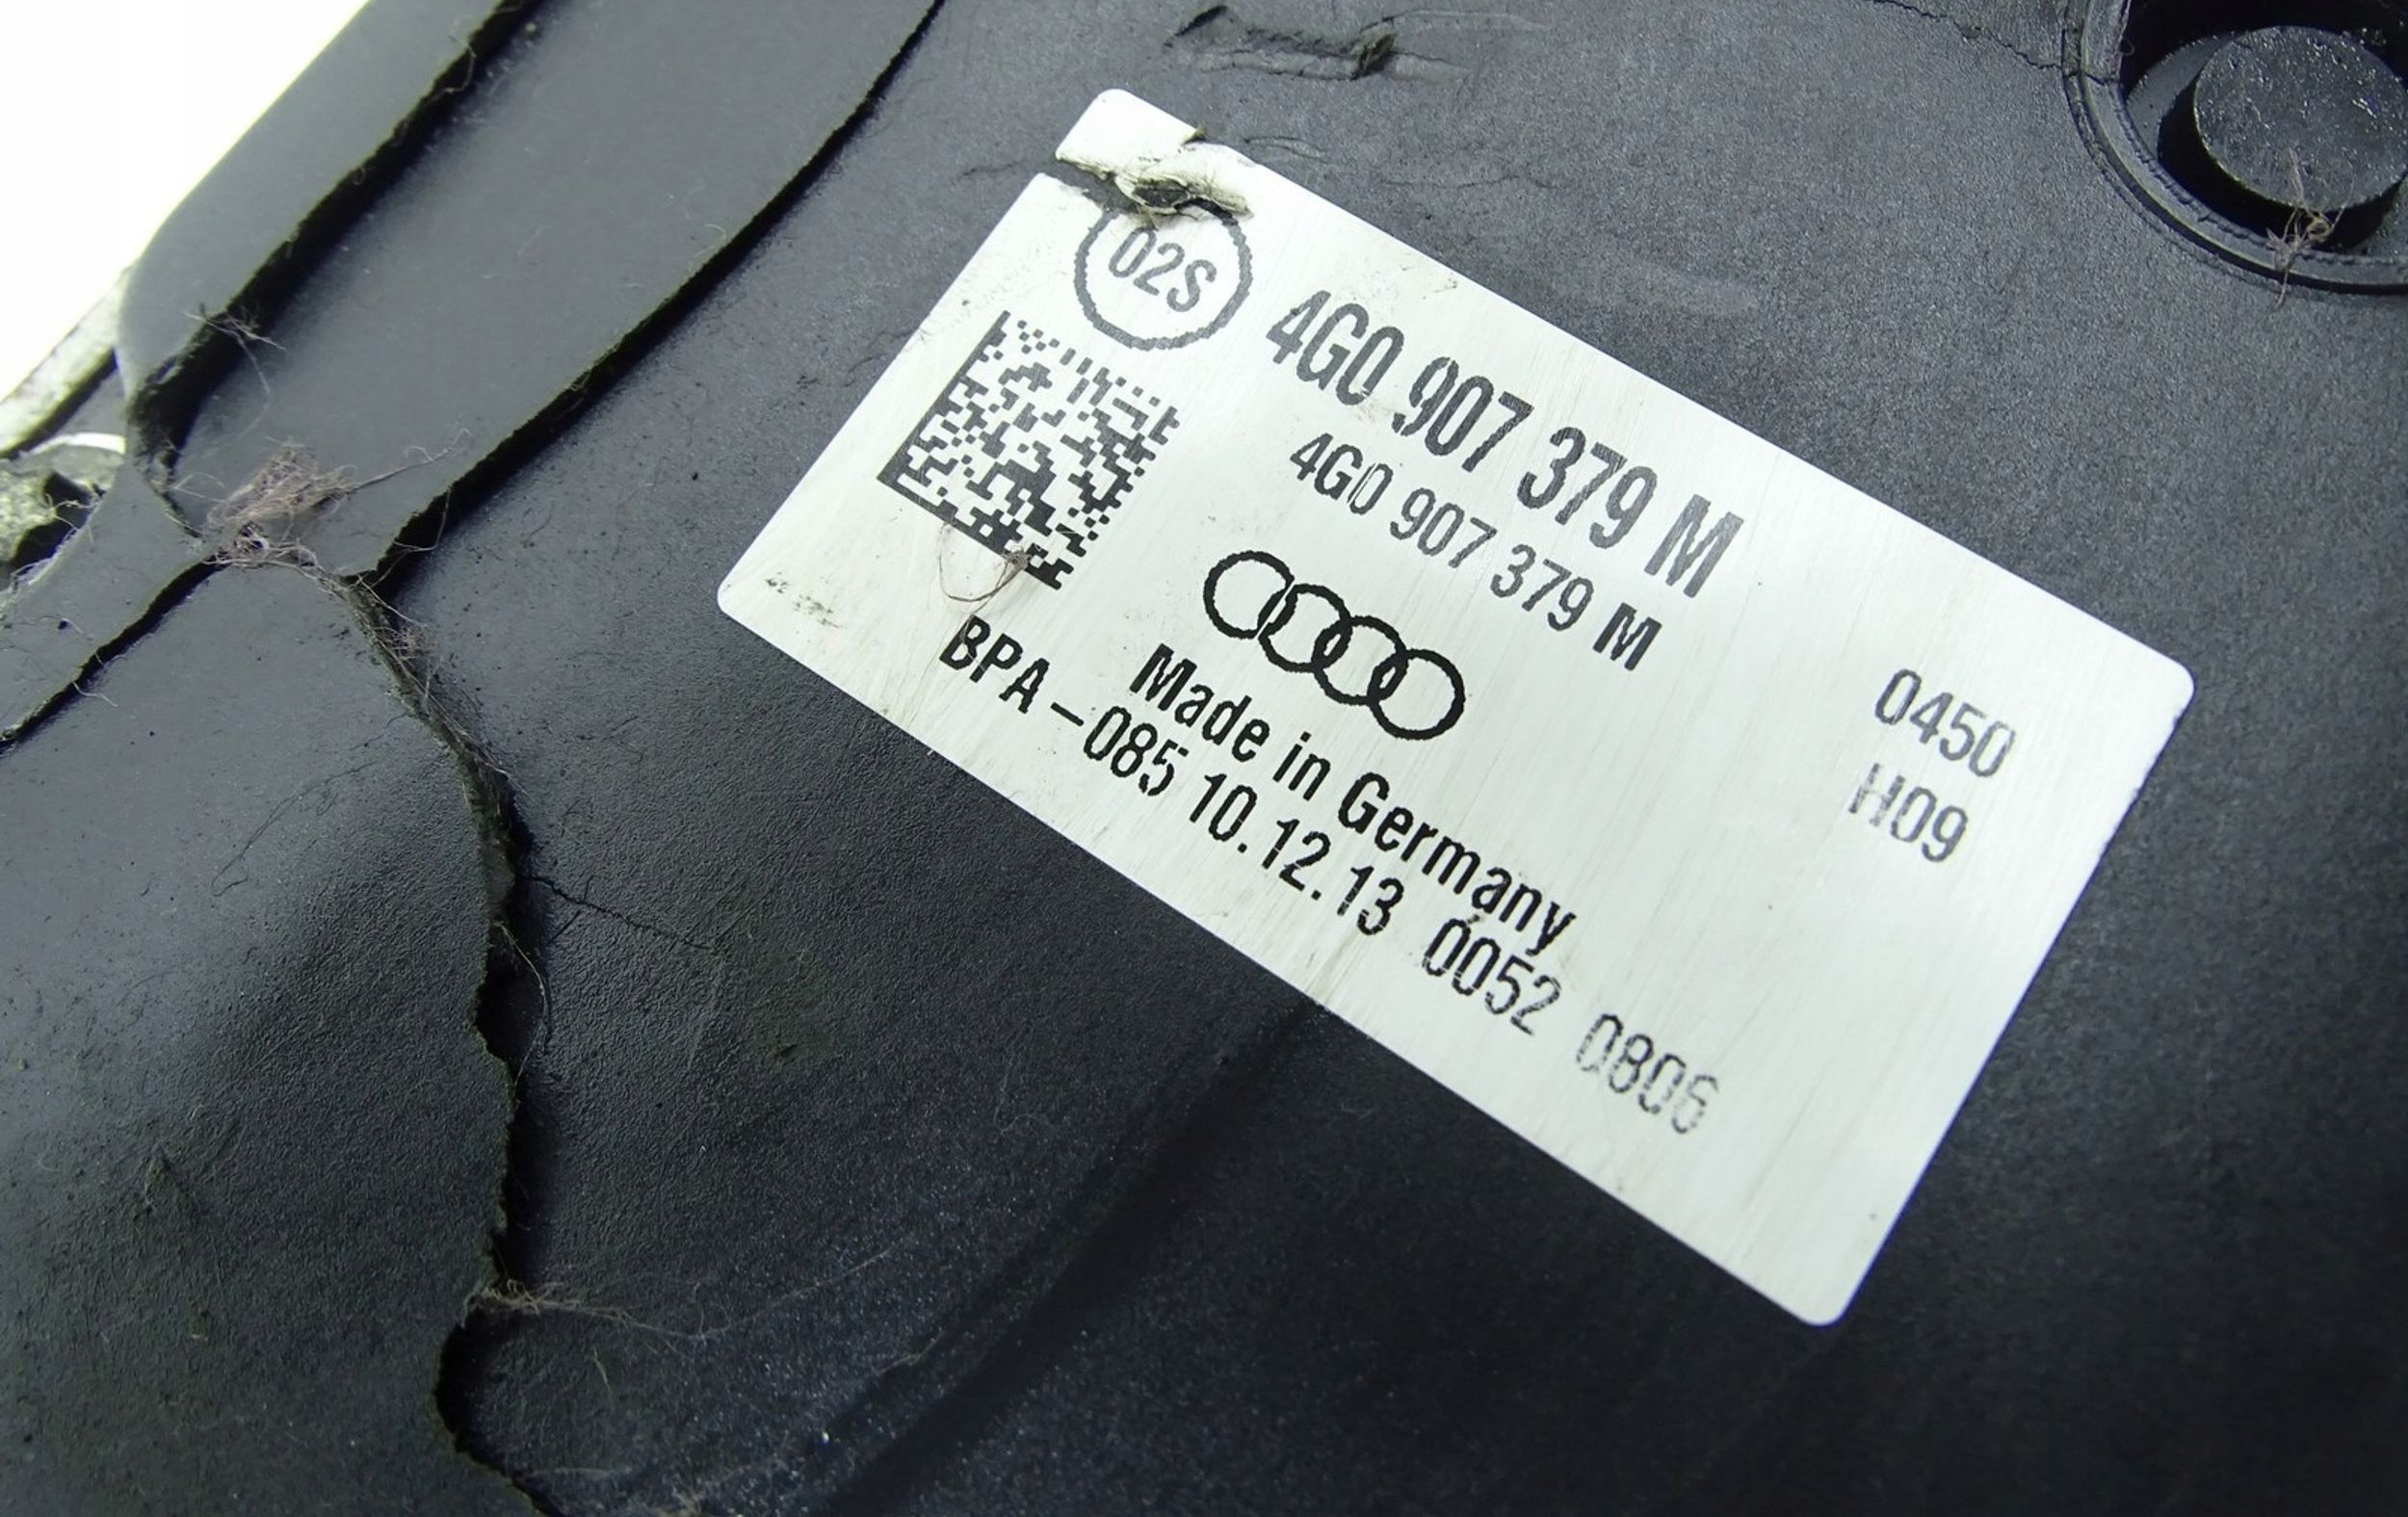 02S
4G0 907 379 M
4G0 907 379 M
0450
H09
Made in Germany
BPA-085 10.12.13 0052 0806